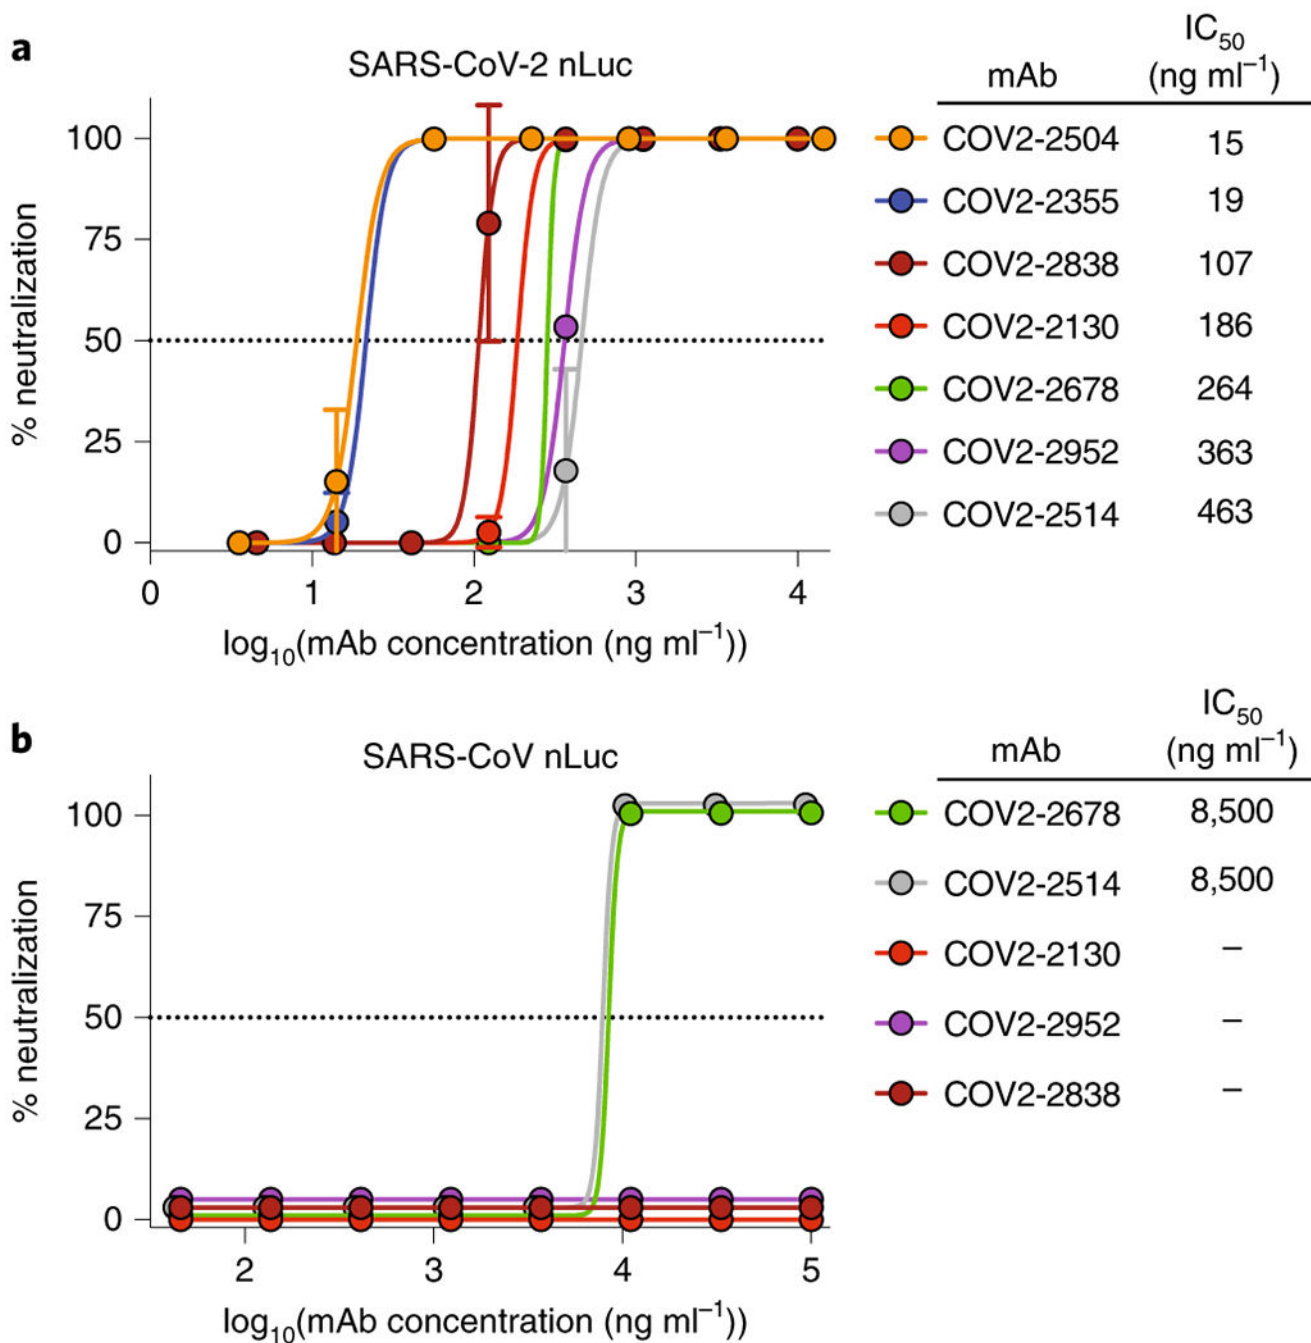 a
SARS-CoV-2 nLuc
% neutralization
100
75
50
25
0
0 1 2 3 4
log₁₀(mAb concentration (ng ml⁻¹))
mAb IC₅₀ (ng ml⁻¹)
COV2-2504 15
COV2-2355 19
COV2-2838 107
COV2-2130 186
COV2-2678 264
COV2-2952 363
COV2-2514 463
b
SARS-CoV nLuc
% neutralization
100
75
50
25
0
2 3 4 5
log₁₀(mAb concentration (ng ml⁻¹))
mAb IC₅₀ (ng ml⁻¹)
COV2-2678 8,500
COV2-2514 8,500
COV2-2130 –
COV2-2952 –
COV2-2838 –